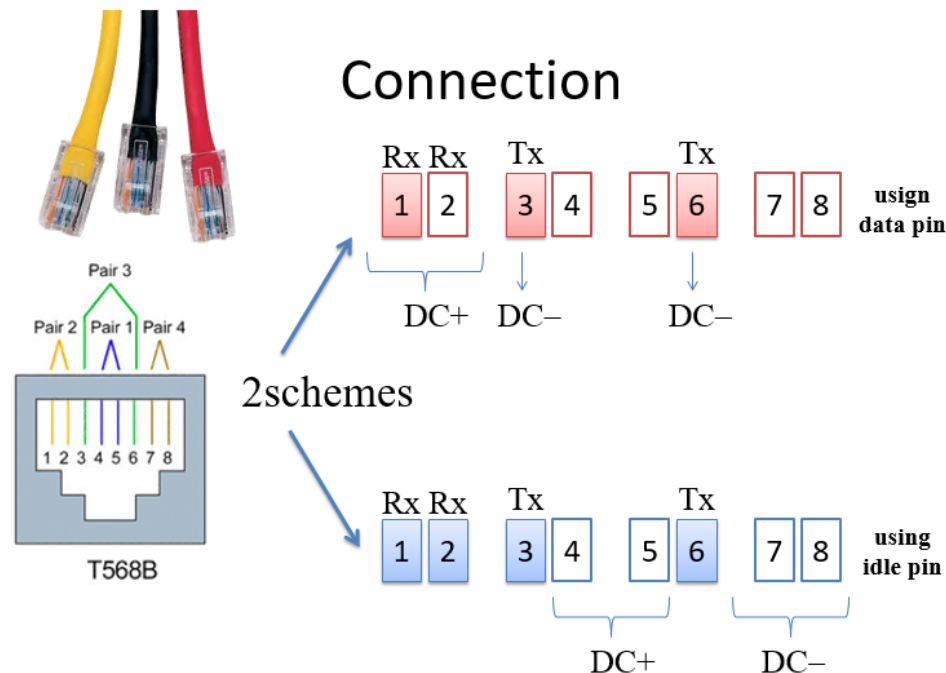 Connection
Rx Rx Tx Tx
1 2 3 4 5 6 7 8
usign
data pin
DC+ DC− DC−
Pair 3
Pair 2 Pair 1 Pair 4
1 2 3 4 5 6 7 8
T568B
2schemes
Rx Rx Tx Tx
1 2 3 4 5 6 7 8
using
idle pin
DC+ DC−